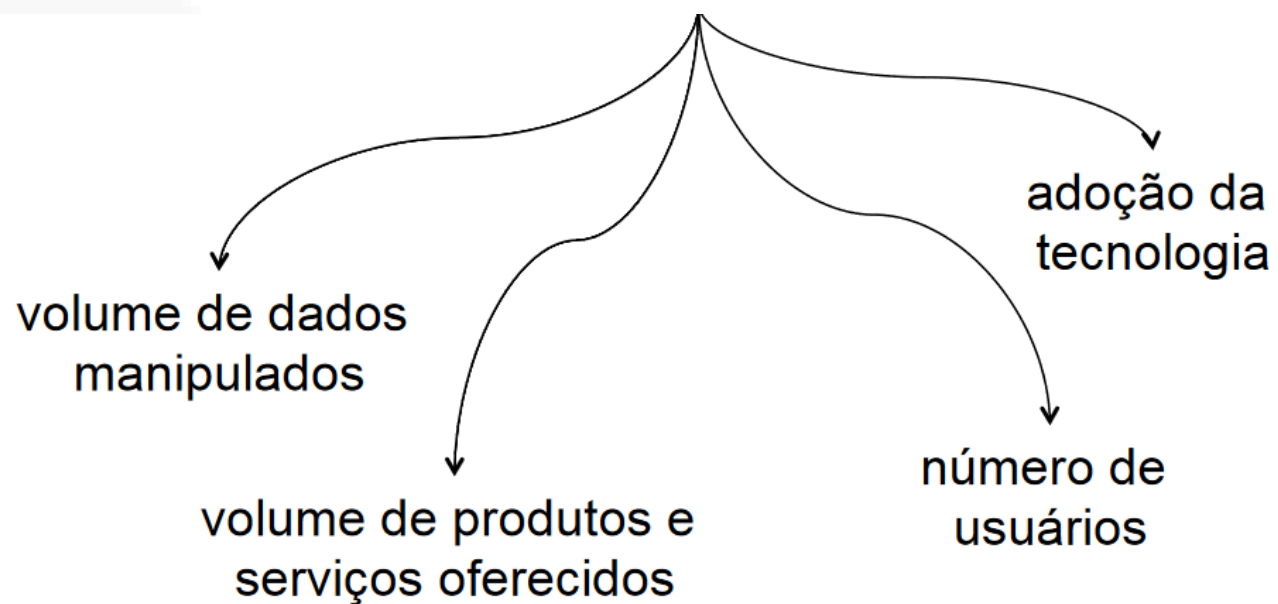 adoção da
tecnologia
volume de dados
manipulados
número de
usuários
volume de produtos e
serviços oferecidos